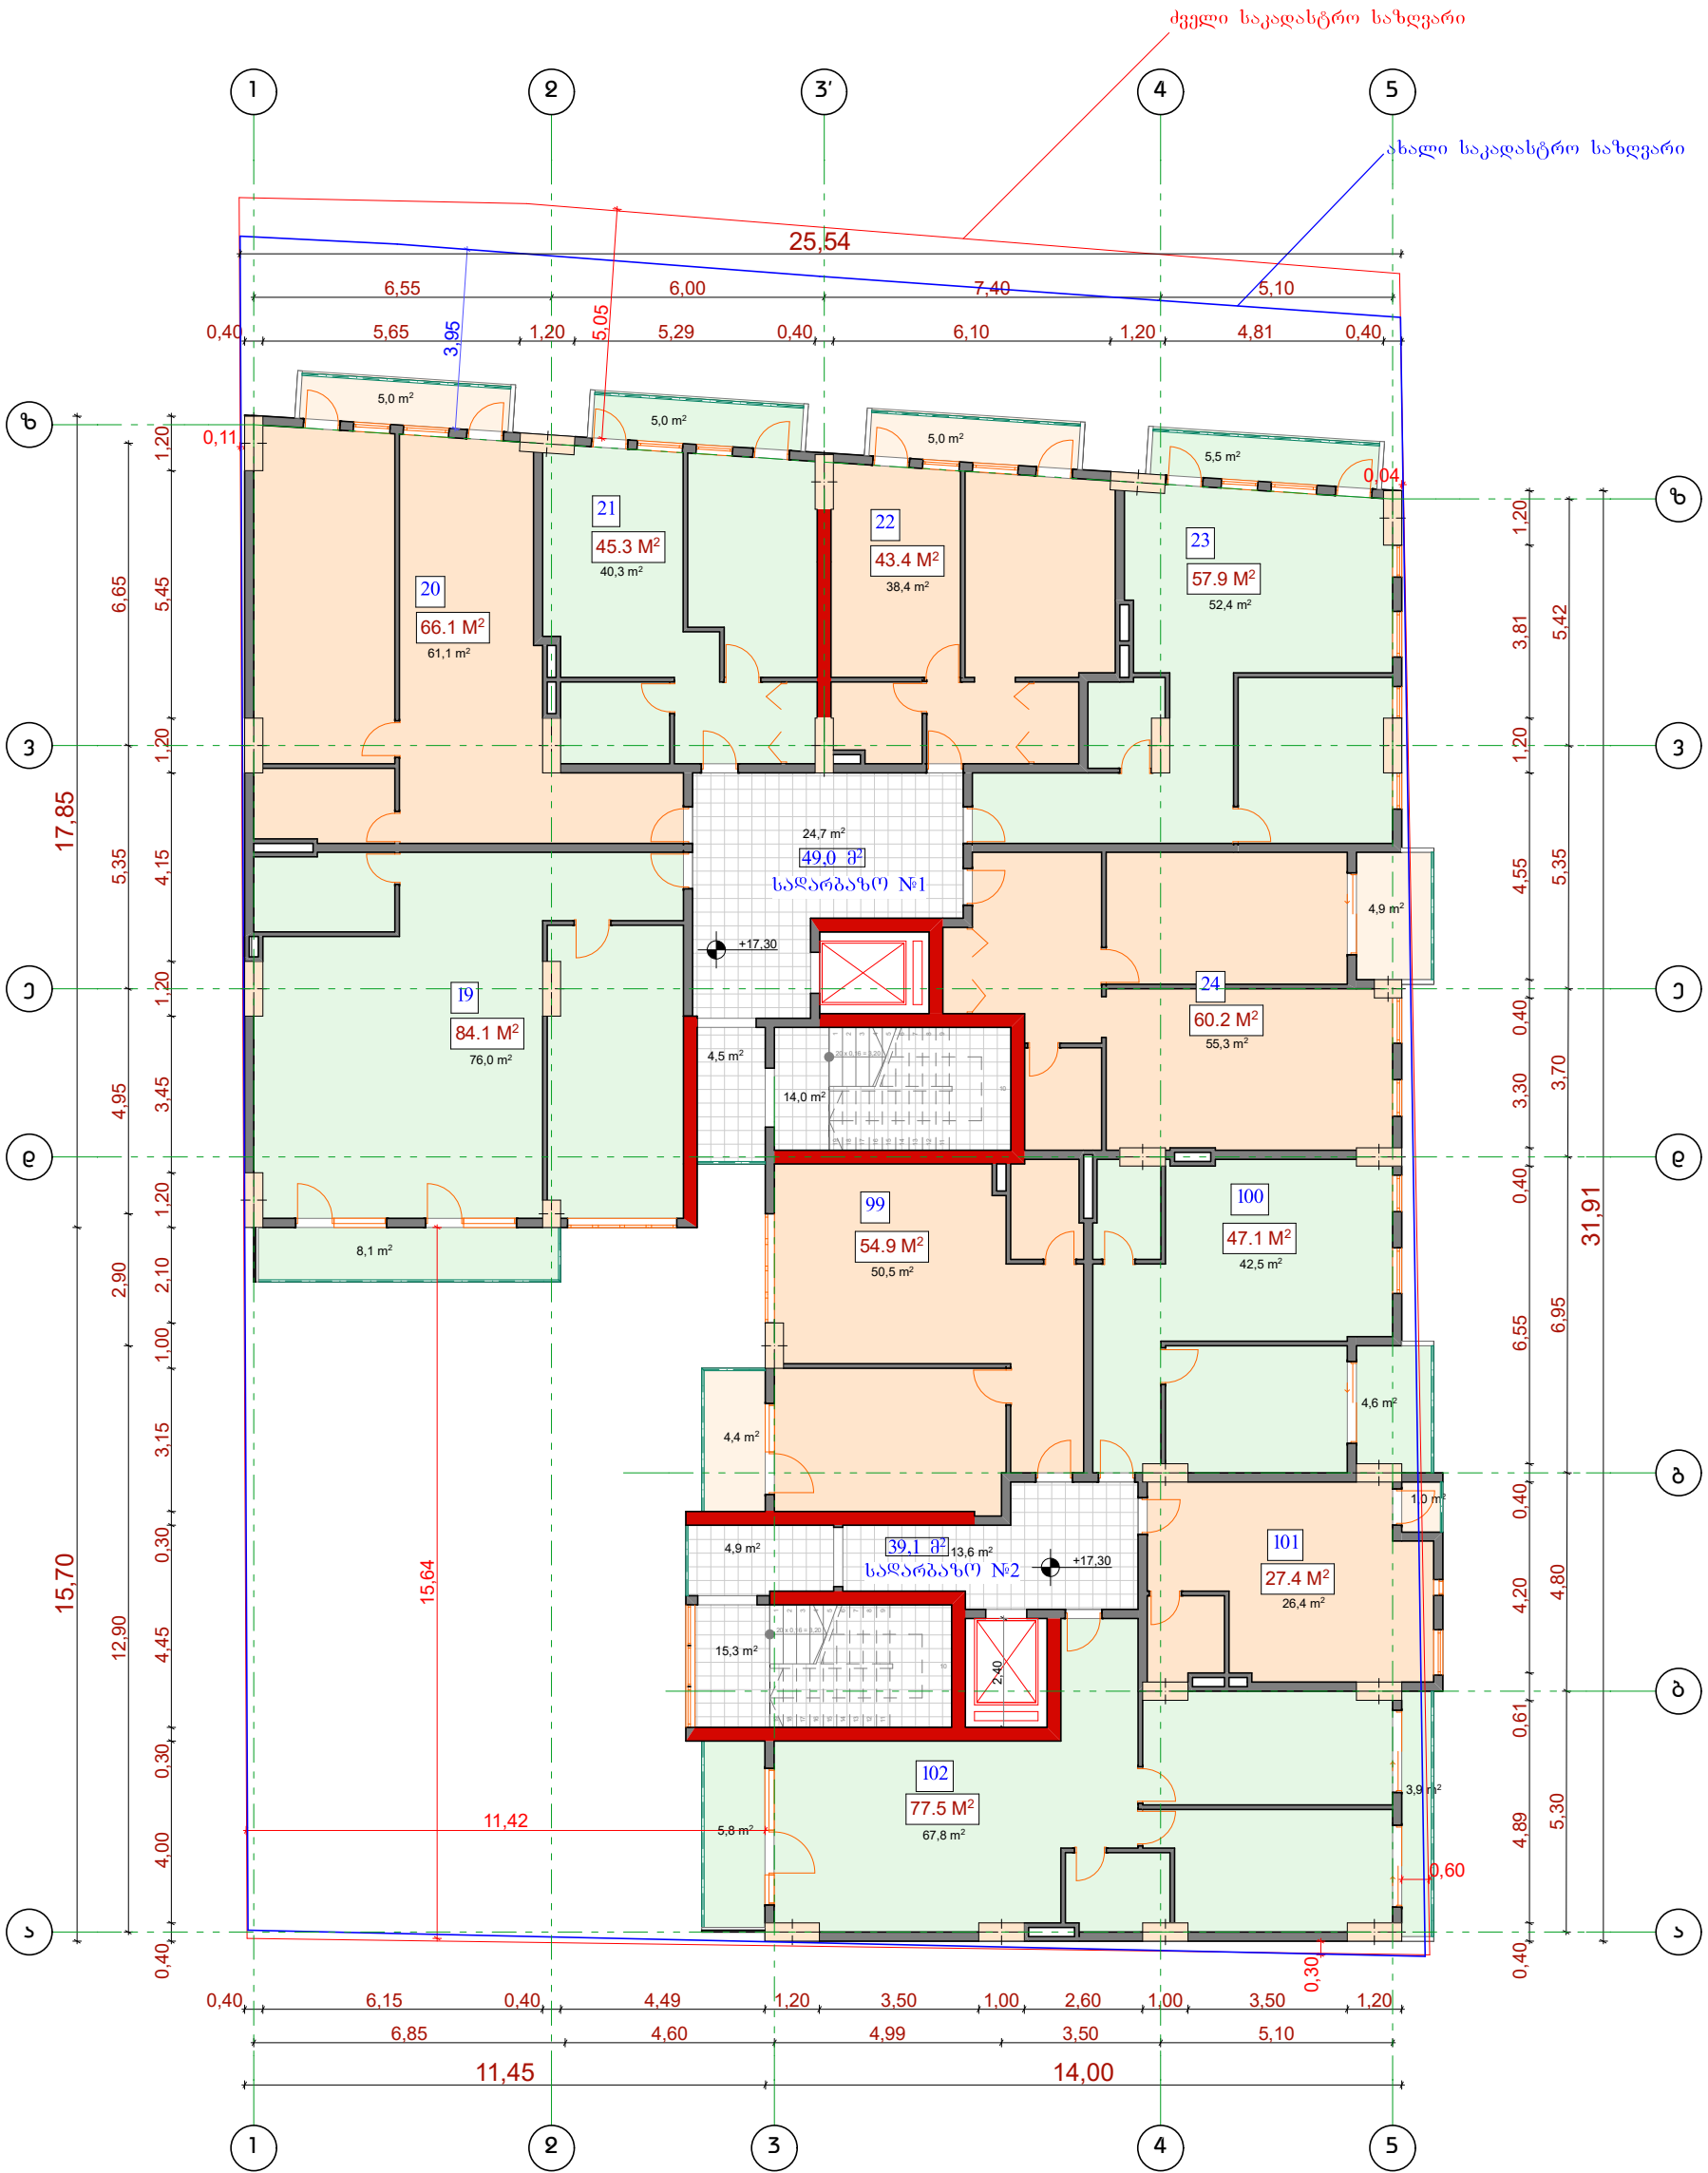 ძველი საკადასტრო საზღვარი
1 2 3' 4 5
ახალი საკადასტრო საზღვარი
25,54
6,55 6,00 7,40 5,10
0,40 5,65 1,20 5,29 0,40 6,10 1,20 4,81 0,40
3,95
5,05
5,0 m²
5,0 m²
5,0 m²
5,5 m²
ზ
0,11
0,04
ზ
20
66.1 M²
61,1 m²
21
45.3 M²
40,3 m²
22
43.4 M²
38,4 m²
23
57.9 M²
52,4 m²
ვ
ვ
24,7 m²
49,0 მ²
სადარბაზო №1
+17,30
4,9 m²
ე
ე
19
84.1 M²
76,0 m²
24
60.2 M²
55,3 m²
4,5 m²
20 x 0,16 = 3,20
14,0 m²
დ
დ
99
54.9 M²
50,5 m²
100
47.1 M²
42,5 m²
8,1 m²
4,6 m²
4,4 m²
გ
1,0 m²
4,9 m²
39,1 მ²
13,6 m²
სადარბაზო №2
+17,30
101
27.4 M²
26,4 m²
20 x 0,16 = 3,20
15,3 m²
2,40
ბ
102
77.5 M²
67,8 m²
5,8 m²
3,9 m²
11,42
15,64
0,60
0,30
ა
ა
17,85
15,70
6,65
5,35
4,95
2,90
12,90
1,20
5,45
1,20
4,15
1,20
3,45
1,20
2,10
1,00
3,15
0,30
4,45
0,30
4,00
0,40
1,20
3,81
1,20
4,55
0,40
3,30
0,40
6,55
0,40
4,20
0,61
4,89
0,40
5,42
5,35
3,70
6,95
4,80
5,30
31,91
0,40 6,15 0,40 4,49 1,20 3,50 1,00 2,60 1,00 3,50 1,20
6,85 4,60 4,99 3,50 5,10
11,45 14,00
1 2 3 4 5